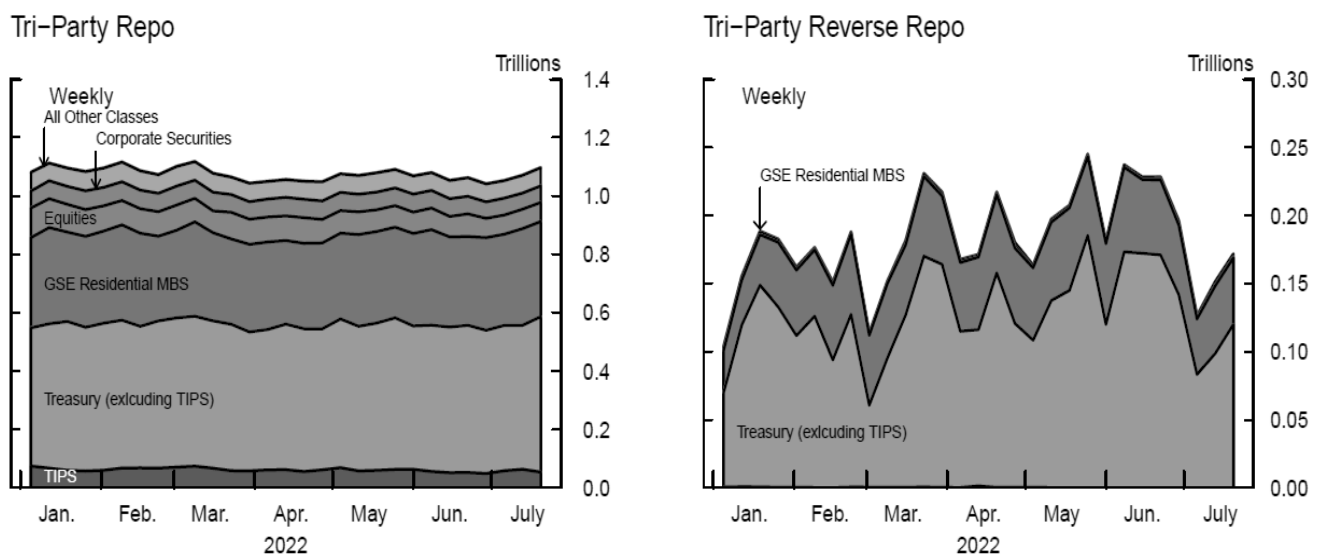 Tri–Party Repo
Trillions
Weekly
All Other Classes
Corporate Securities
Equities
GSE Residential MBS
Treasury (exlcuding TIPS)
TIPS
1.4
1.2
1.0
0.8
0.6
0.4
0.2
0.0
Jan. Feb. Mar. Apr. May Jun. July
2022
Tri–Party Reverse Repo
Trillions
Weekly
GSE Residential MBS
Treasury (exlcuding TIPS)
0.30
0.25
0.20
0.15
0.10
0.05
0.00
Jan. Feb. Mar. Apr. May Jun. July
2022